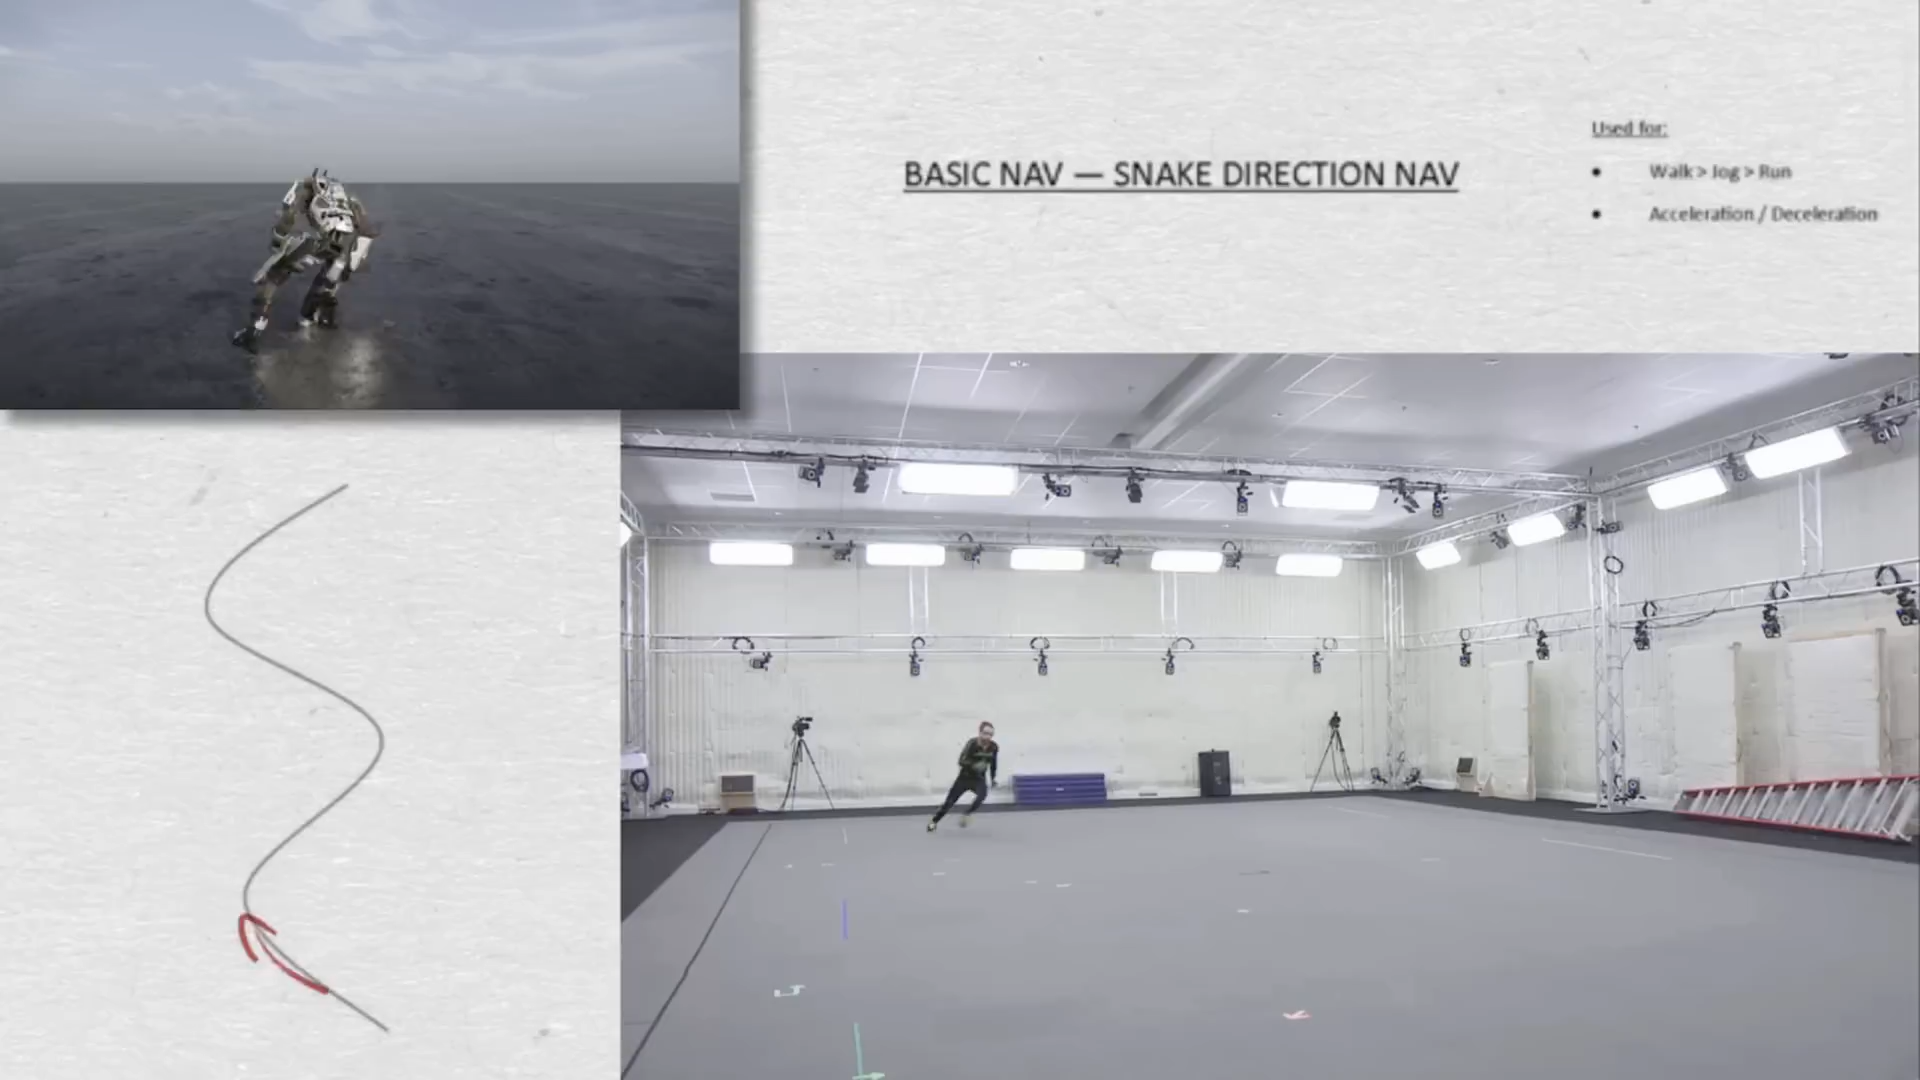 BASIC NAV — SNAKE DIRECTION NAV
Used for:
• Walk > Jog > Run
• Acceleration / Deceleration